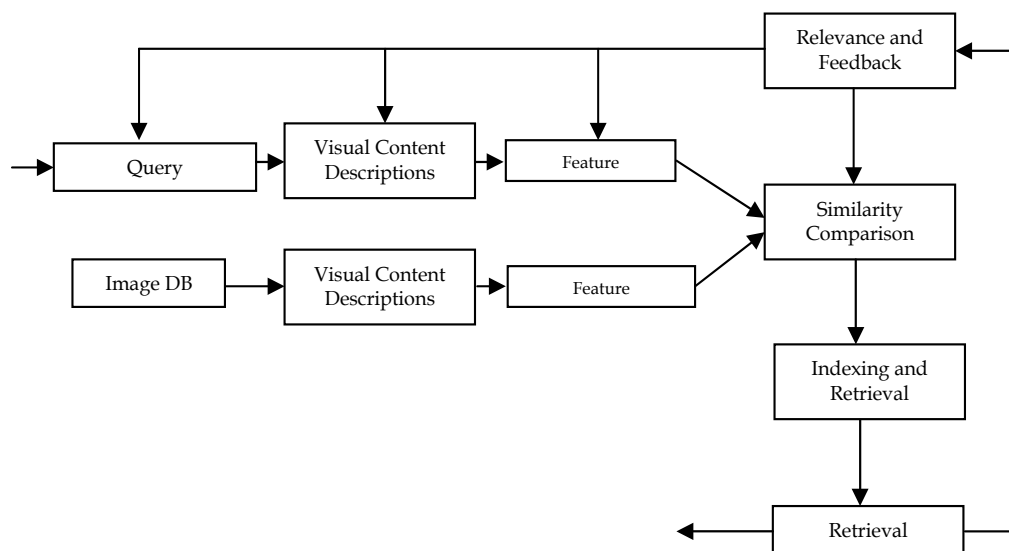 Relevance and
Feedback
Query
Visual Content
Descriptions
Feature
Similarity
Comparison
Image DB
Visual Content
Descriptions
Feature
Indexing and
Retrieval
Retrieval